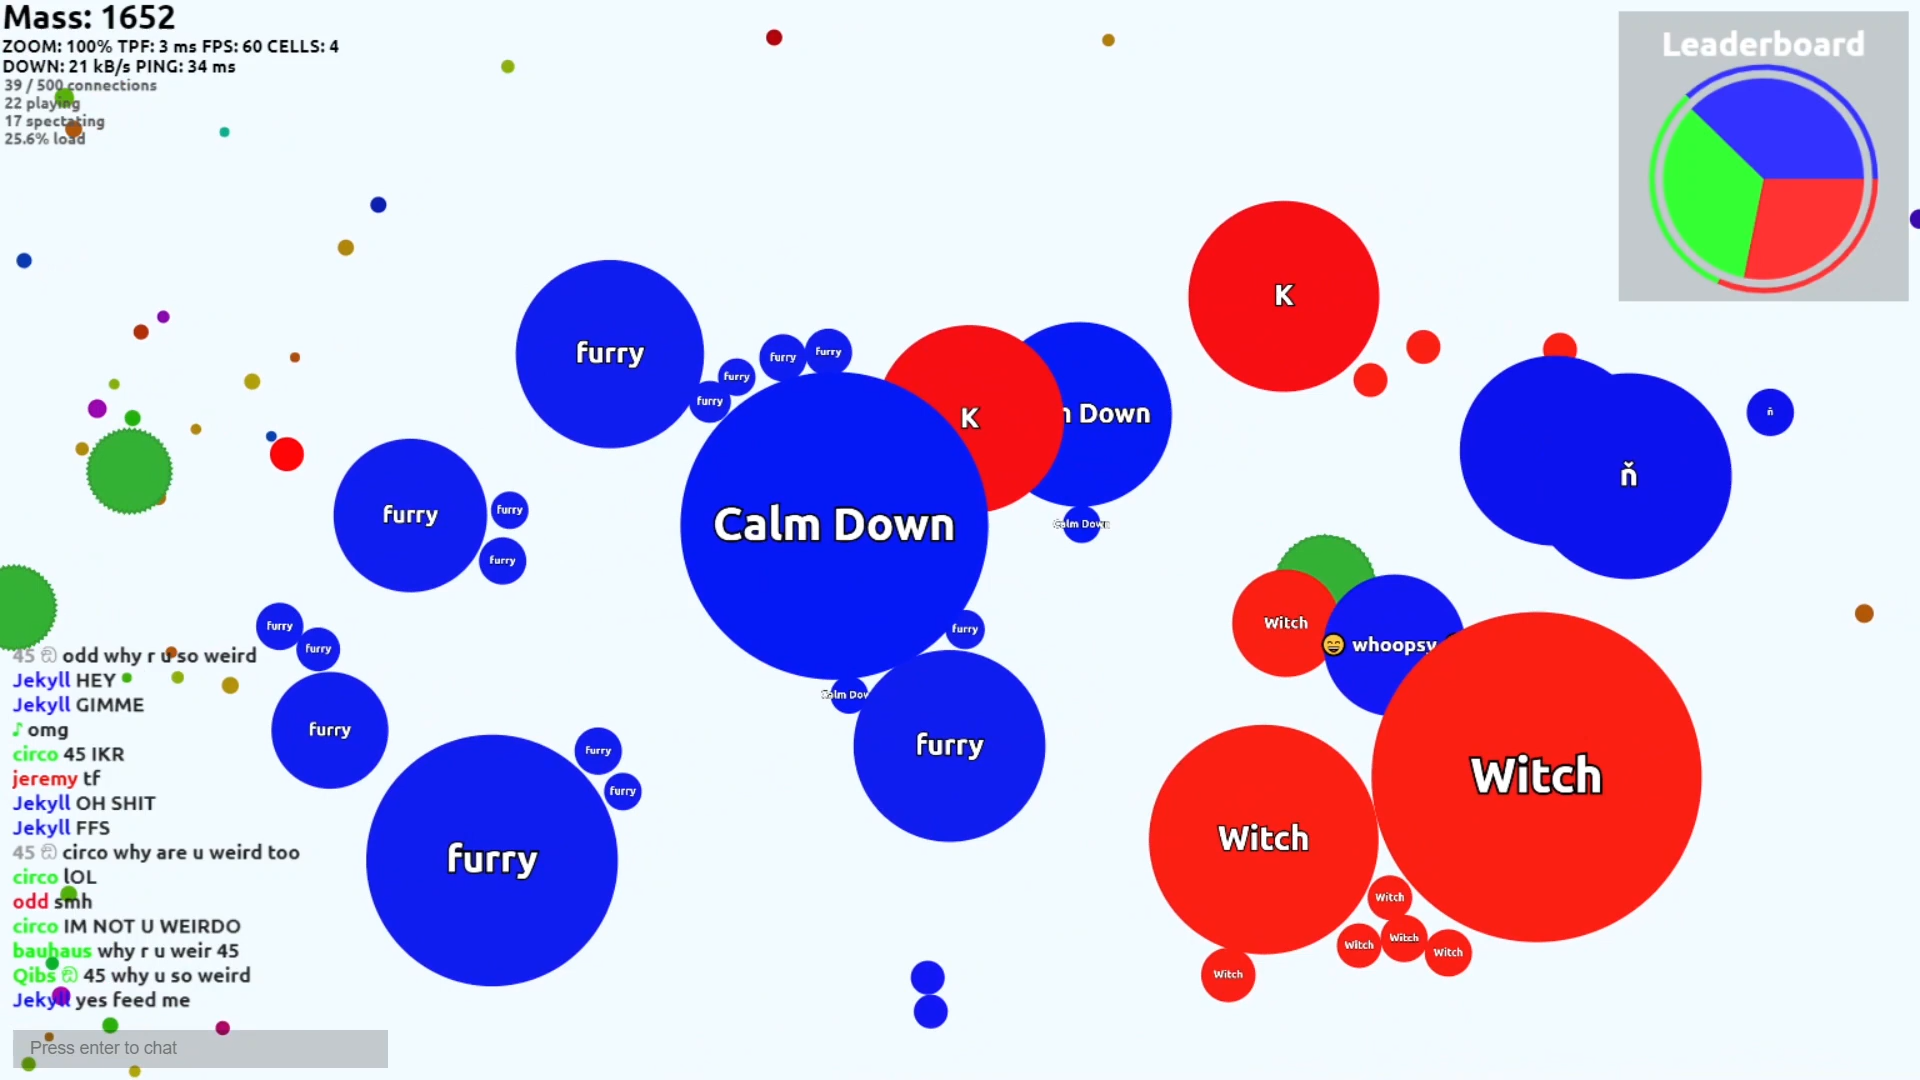 Mass: 1652
ZOOM: 100% TPF: 3 ms FPS: 60 CELLS: 4
DOWN: 21 kB/s PING: 34 ms
39 / 500 connections
22 playing
17 spectating
25.6% load
Leaderboard
K
furry
furry
furry
furry
furry
K
n Down
ň
ň
furry
furry
furry
Calm Down
Calm Down
furry
furry
furry
Calm Dow
furry
Witch
😄 whoopsy
furry
furry
furry
furry
Witch
Witch
Witch
Witch
Witch
Witch
Witch
45 ඞ odd why r u so weird
Jekyll HEY
Jekyll GIMME
♪ omg
circo 45 IKR
jeremy tf
Jekyll OH SHIT
Jekyll FFS
45 ඞ circo why are u weird too
circo lOL
odd smh
circo IM NOT U WEIRDO
bauhaus why r u weir 45
Qibs ඞ 45 why u so weird
Jekyll yes feed me
Press enter to chat